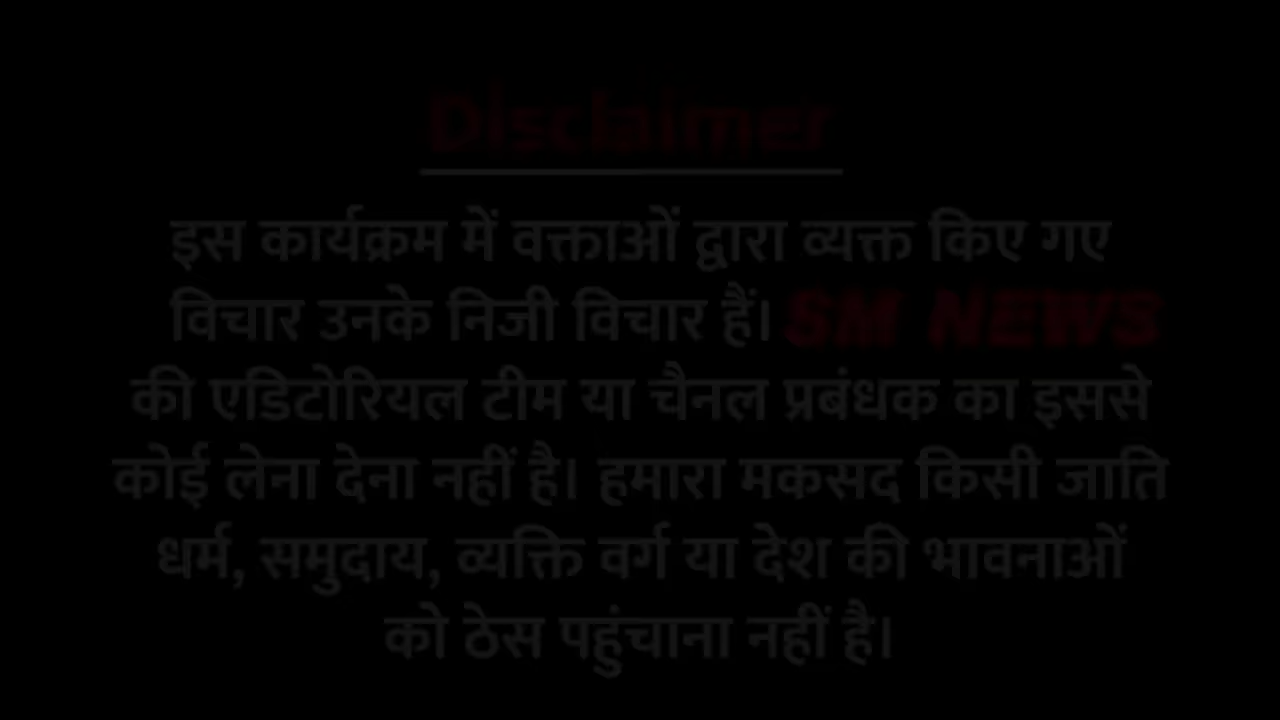 Disclaimer
इस कार्यक्रम में वक्ताओं द्वारा व्यक्त किए गए
विचार उनके निजी विचार हैं। SM NEWS
की एडिटोरियल टीम या चैनल प्रबंधक का इससे
कोई लेना देना नहीं है। हमारा मकसद किसी जाति
धर्म, समुदाय, व्यक्ति वर्ग या देश की भावनाओं
को ठेस पहुंचाना नहीं है।